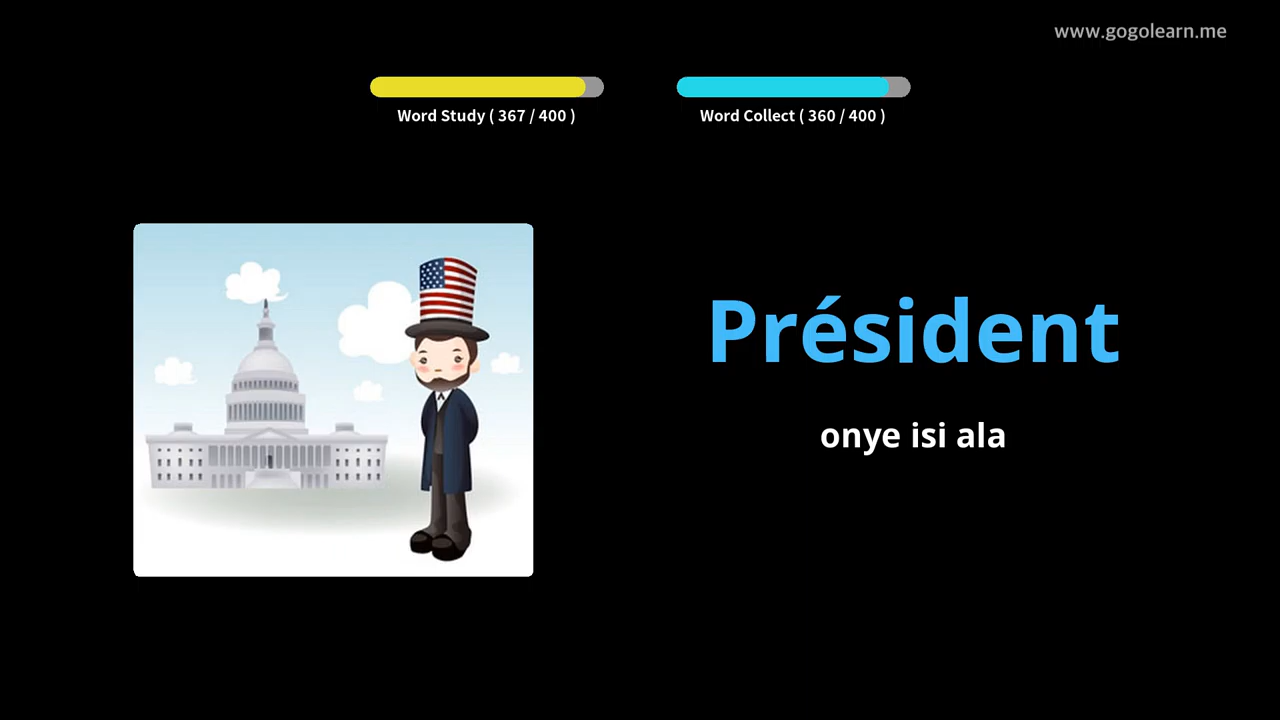 www.gogolearn.me
Word Study ( 367 / 400 )
Word Collect ( 360 / 400 )
Président
onye isi ala